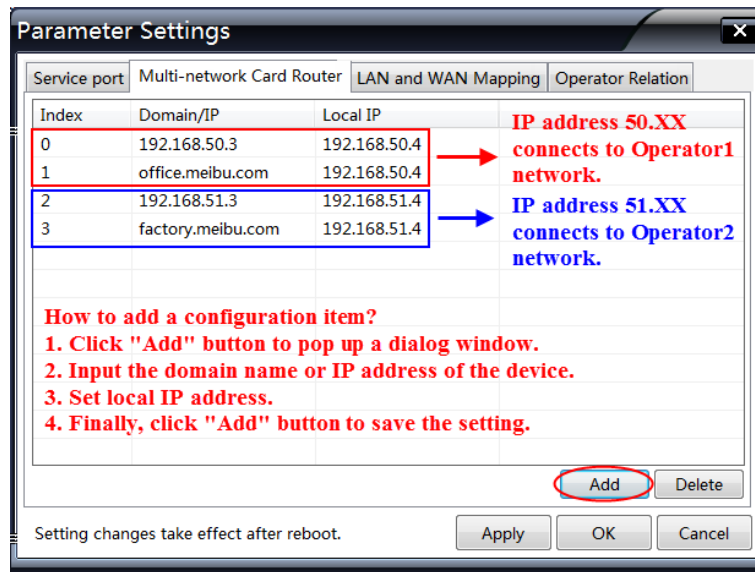 Parameter Settings
Service port Multi-network Card Router LAN and WAN Mapping Operator Relation
Index Domain/IP Local IP
0 192.168.50.3 192.168.50.4
1 office.meibu.com 192.168.50.4
2 192.168.51.3 192.168.51.4
3 factory.meibu.com 192.168.51.4
IP address 50.XX
connects to Operator1
network.
IP address 51.XX
connects to Operator2
network.
How to add a configuration item?
1. Click "Add" button to pop up a dialog window.
2. Input the domain name or IP address of the device.
3. Set local IP address.
4. Finally, click "Add" button to save the setting.
Add Delete
Setting changes take effect after reboot. Apply OK Cancel